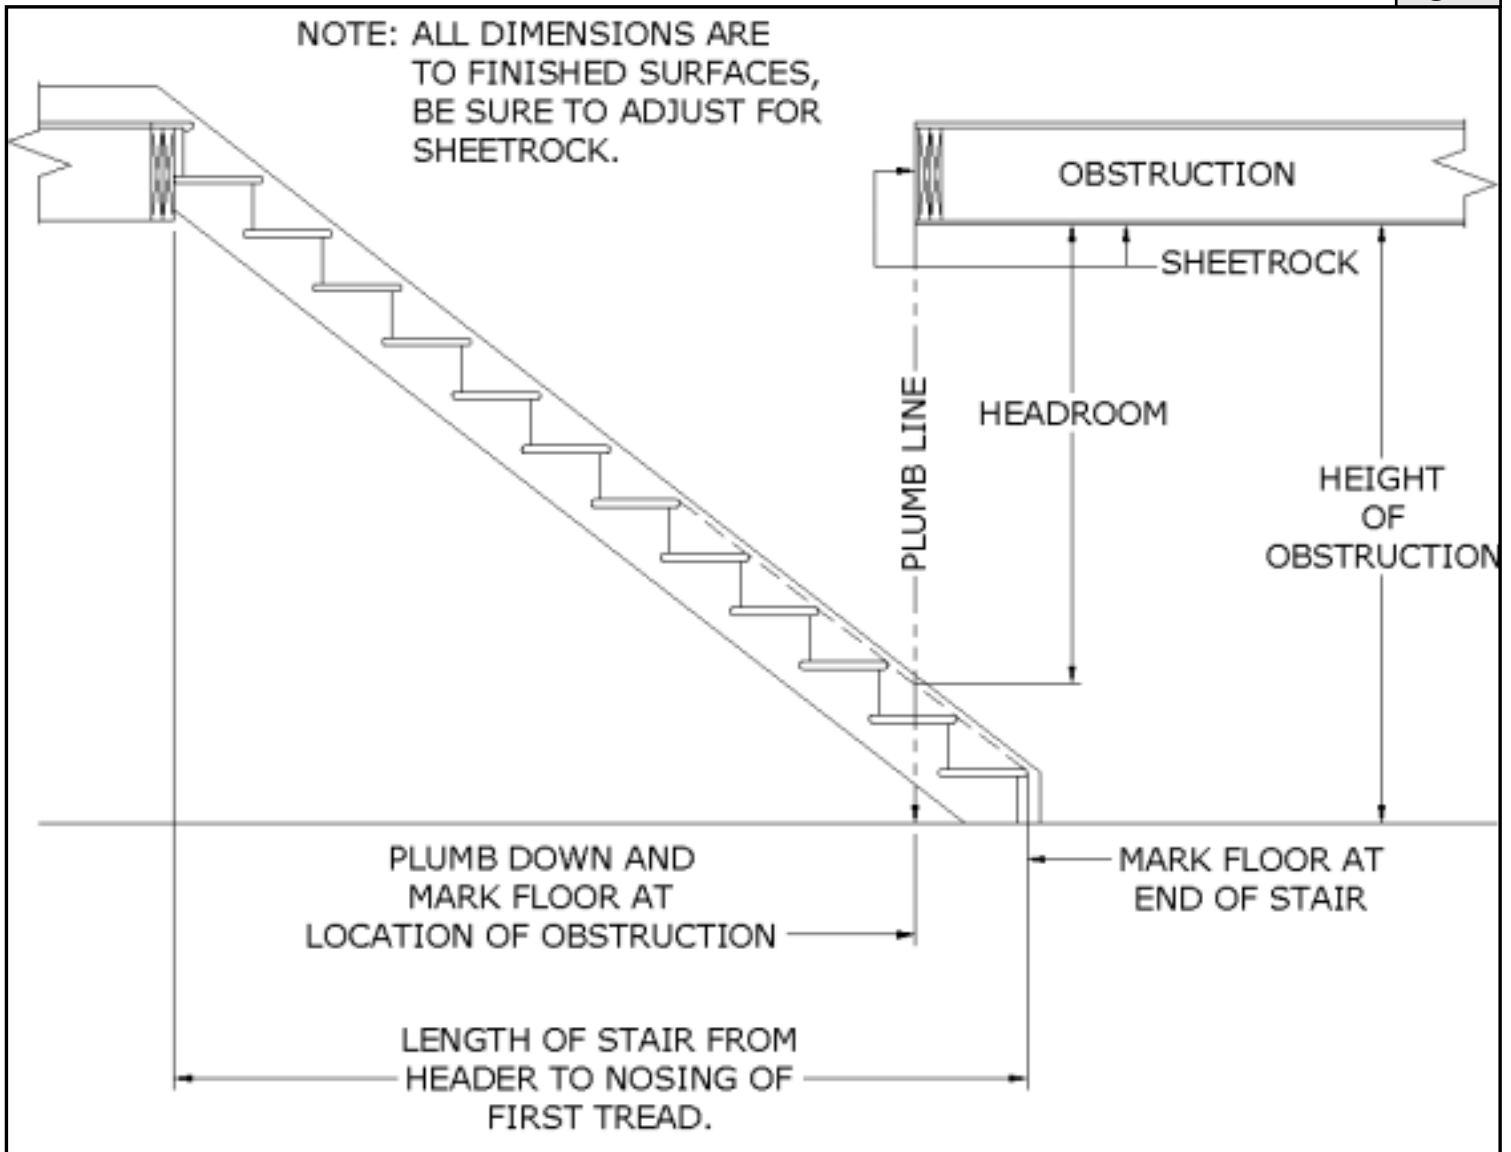 NOTE: ALL DIMENSIONS ARE
TO FINISHED SURFACES,
BE SURE TO ADJUST FOR
SHEETROCK.
OBSTRUCTION
SHEETROCK
HEADROOM
PLUMB LINE
HEIGHT
OF
OBSTRUCTION
PLUMB DOWN AND
MARK FLOOR AT
LOCATION OF OBSTRUCTION
MARK FLOOR AT
END OF STAIR
LENGTH OF STAIR FROM
HEADER TO NOSING OF
FIRST TREAD.